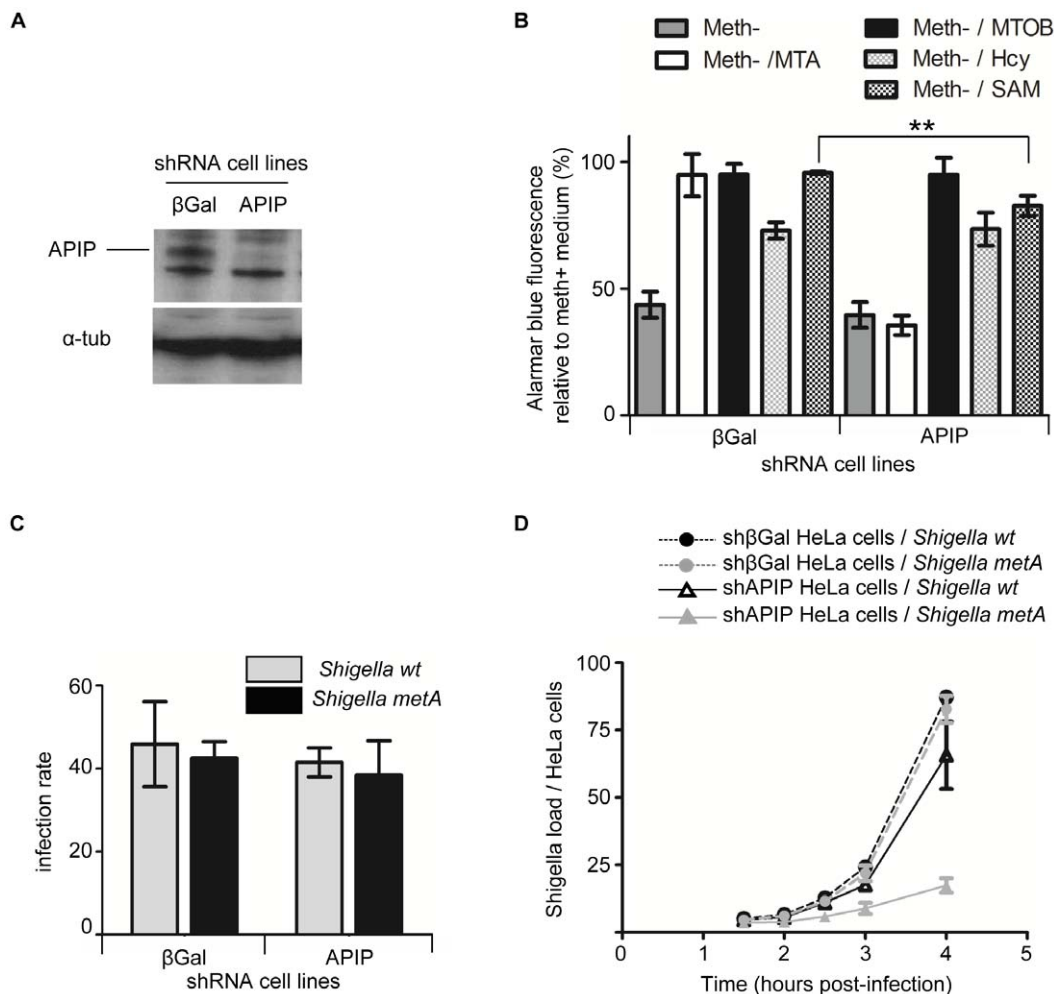 A
shRNA cell lines
βGal APIP
APIP
α-tub
B
Meth-
Meth- /MTA
Meth- / MTOB
Meth- / Hcy
Meth- / SAM
**
Alarmar blue fluorescence
relative to meth+ medium (%)
100
50
0
βGal APIP
shRNA cell lines
C
Shigella wt
Shigella metA
infection rate
60
40
20
0
βGal APIP
shRNA cell lines
D
shβGal HeLa cells / Shigella wt
shβGal HeLa cells / Shigella metA
shAPIP HeLa cells / Shigella wt
shAPIP HeLa cells / Shigella metA
Shigella load / HeLa cells
100
75
50
25
0 1 2 3 4 5
Time (hours post-infection)